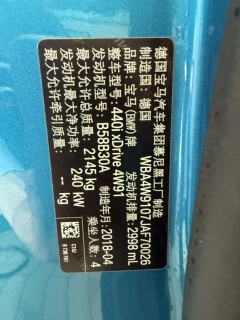 德国宝马汽车集团慕尼黑工厂制造
制造国: 德国 WBA4W9107JAF70026
品牌: 宝马(BMW)牌
整车型号: 440i xDrive 4W91
发动机型号: B58B30A 发动机排量: 2998 mL
最大允许总质量: 2145 kg 制造年月: 2018-04
发动机最大净功率: 240 kW 乘坐人数: 4
最大允许牵引质量: -- kg